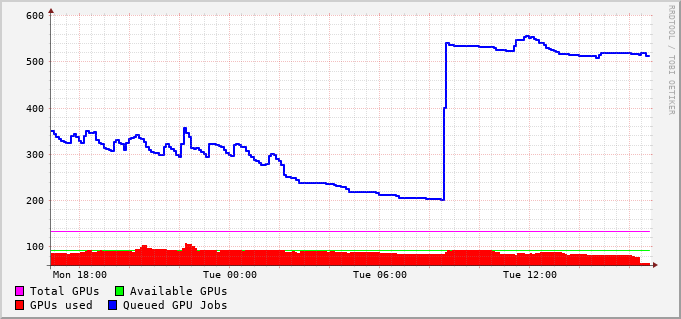 600
500
400
300
200
100
Mon 18:00 Tue 00:00 Tue 06:00 Tue 12:00
Total GPUs Available GPUs
GPUs used Queued GPU Jobs
RRDTOOL / TOBI OETIKER